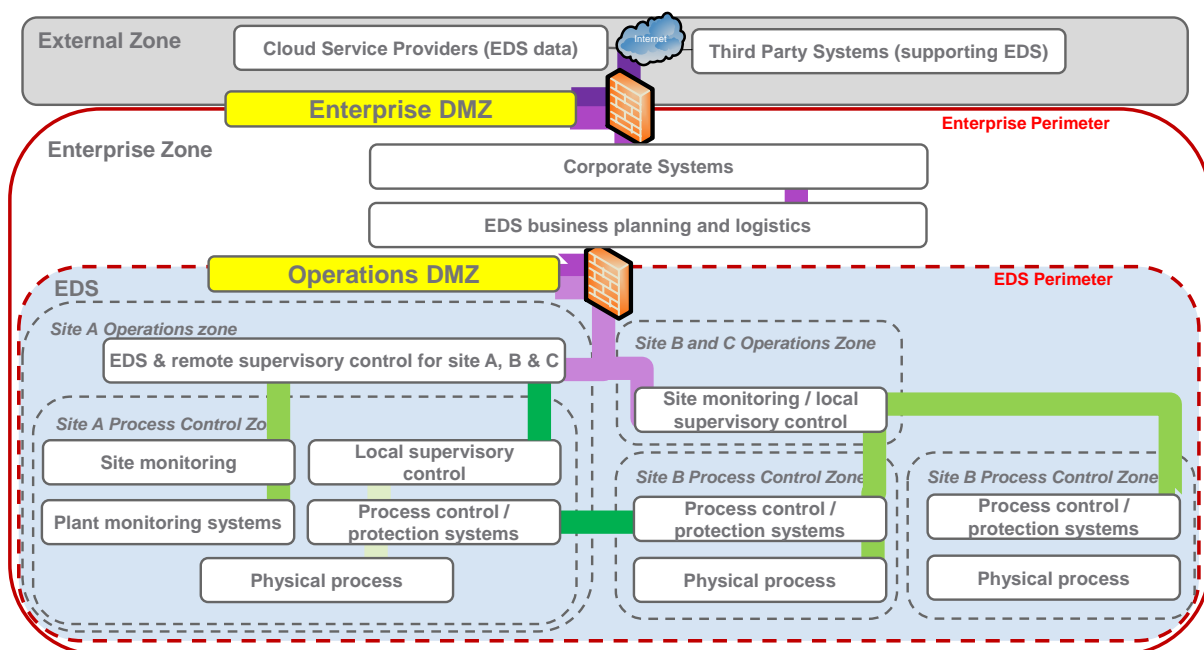 External Zone
Cloud Service Providers (EDS data)
Internet
Third Party Systems (supporting EDS)
Enterprise DMZ
Enterprise Perimeter
Enterprise Zone
Corporate Systems
EDS business planning and logistics
Operations DMZ
EDS Perimeter
EDS
Site A Operations zone
EDS & remote supervisory control for site A, B & C
Site B and C Operations Zone
Site monitoring / local
supervisory control
Site A Process Control Zo
Site monitoring
Local supervisory
control
Plant monitoring systems
Process control /
protection systems
Physical process
Site B Process Control Zone
Process control /
protection systems
Physical process
Site B Process Control Zone
Process control /
protection systems
Physical process